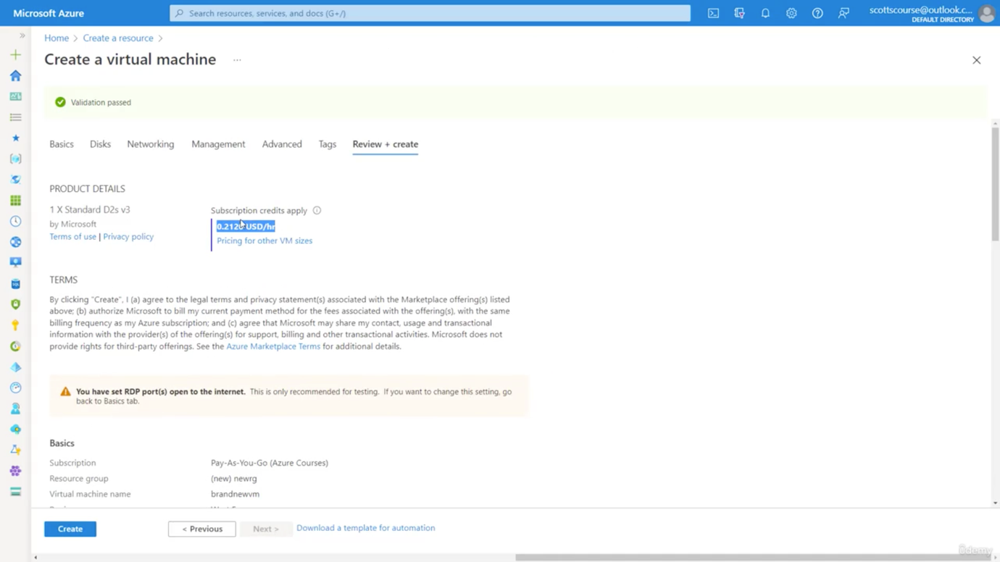 Microsoft Azure
Search resources, services, and docs (G+/)
scottscourse@outlook.c...
DEFAULT DIRECTORY
Home > Create a resource >
Create a virtual machine ...
Validation passed
Basics Disks Networking Management Advanced Tags Review + create
PRODUCT DETAILS
1 X Standard D2s v3
by Microsoft
Terms of use | Privacy policy
Subscription credits apply
0.2120 USD/hr
Pricing for other VM sizes
TERMS
By clicking "Create", I (a) agree to the legal terms and privacy statement(s) associated with the Marketplace offering(s) listed
above; (b) authorize Microsoft to bill my current payment method for the fees associated with the offering(s), with the same
billing frequency as my Azure subscription; and (c) agree that Microsoft may share my contact, usage and transactional
information with the provider(s) of the offering(s) for support, billing and other transactional activities. Microsoft does not
provide rights for third-party offerings. See the Azure Marketplace Terms for additional details.
You have set RDP port(s) open to the internet. This is only recommended for testing. If you want to change this setting, go
back to Basics tab.
Basics
Subscription Pay-As-You-Go (Azure Courses)
Resource group (new) newrg
Virtual machine name brandnewvm
Create < Previous Next > Download a template for automation
ûdemy